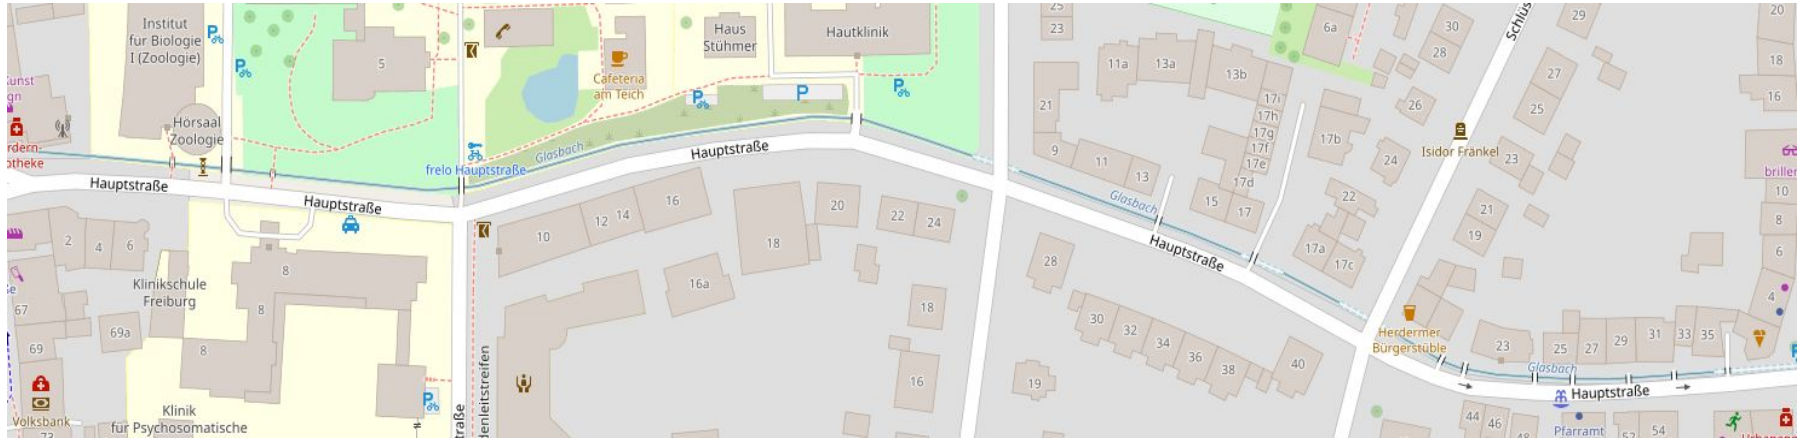 Institut
für Biologie
I (Zoologie)
5
Haus
Stühmer
Hautklinik
Cafeteria
am Teich
P
Hörsaal
Zoologie
frelo Hauptstraße
Glasbach
Hauptstraße
Hauptstraße
Hauptstraße
2
4
6
8
8
8
Klinikschule
Freiburg
67
69
69a
Volksbank
73
Klinik
für Psychosomatische
denleitstreifen
10
12
14
16
16a
18
20
22
24
18
16
25
23
21
11a
13a
13b
17i
17h
17g
17f
17e
17d
9
11
13
15
17
17b
17a
17c
22
24
26
6a
30
28
29
27
25
Isidor Fränkel
23
21
19
Glasbach
Hauptstraße
28
30
32
34
36
38
40
19
Herdermer
Bürgerstüble
23
25
27
29
31
33
35
Glasbach
Hauptstraße
44
46
48
52
54
Pfarramt
20
18
16
10
8
6
4